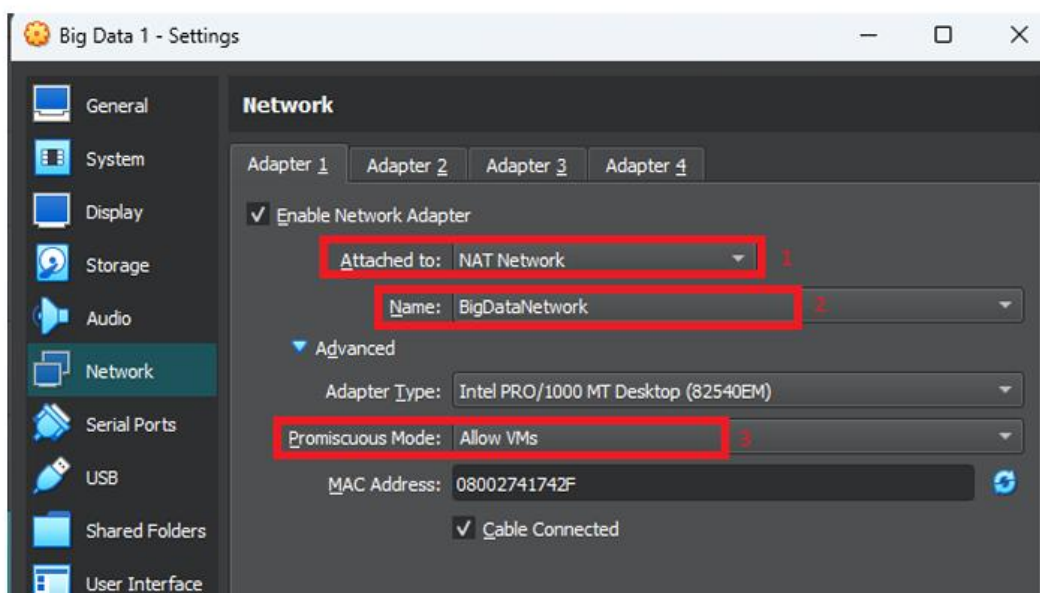 Big Data 1 - Settings
General
System
Display
Storage
Audio
Network
Serial Ports
USB
Shared Folders
User Interface
Network
Adapter 1 Adapter 2 Adapter 3 Adapter 4
Enable Network Adapter
Attached to: NAT Network 1
Name: BigDataNetwork 2
Advanced
Adapter Type: Intel PRO/1000 MT Desktop (82540EM)
Promiscuous Mode: Allow VMs 3
MAC Address: 08002741742F
Cable Connected